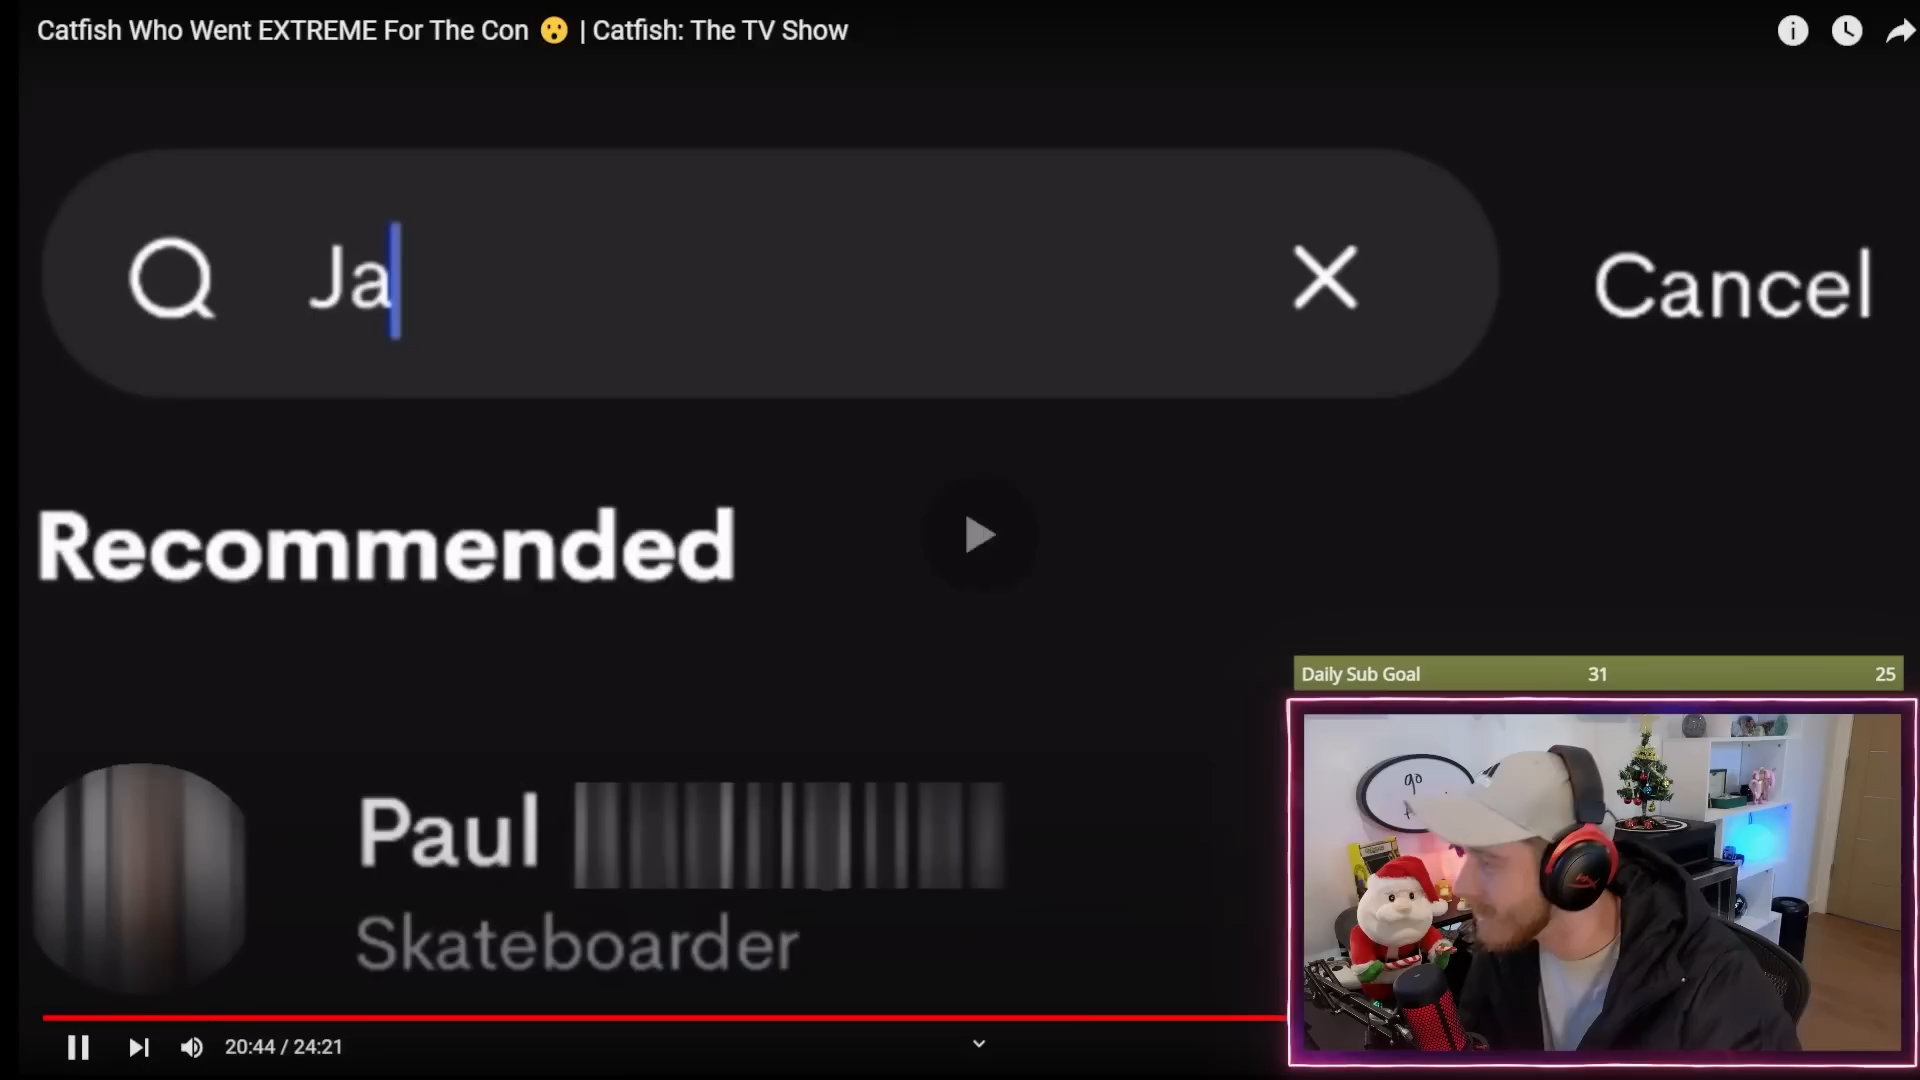 Catfish Who Went EXTREME For The Con 😮 | Catfish: The TV Show
Ja
Cancel
Recommended
Paul
Skateboarder
Daily Sub Goal 31 25
go
20:44 / 24:21